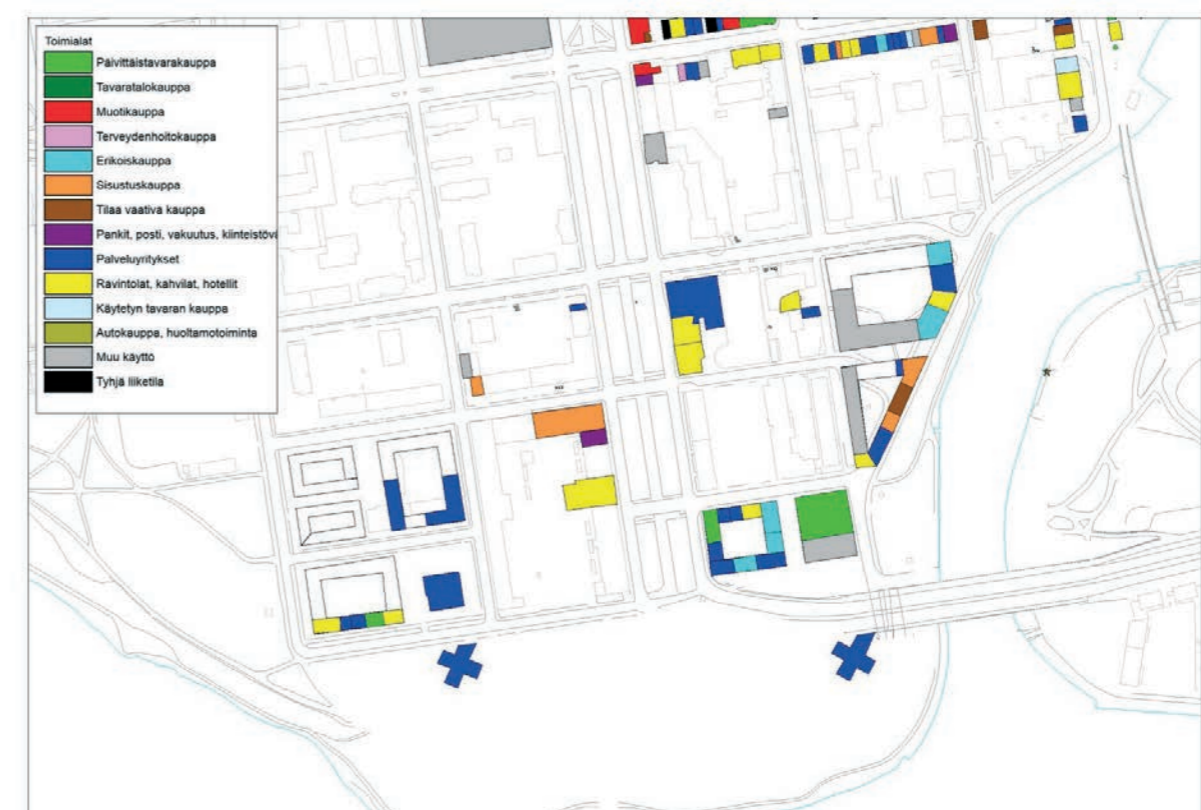 Toimialat
Päivittäistavarakauppa
Tavaratalokauppa
Muotikauppa
Terveydenhoitokauppa
Erikoiskauppa
Sisustuskauppa
Tilaa vaativa kauppa
Pankit, posti, vakuutus, kiinteistövä
Palveluyritykset
Ravintolat, kahvilat, hotellit
Käytetyn tavaran kauppa
Autokauppa, huoltamotoiminta
Muu käyttö
Tyhjä liiketila